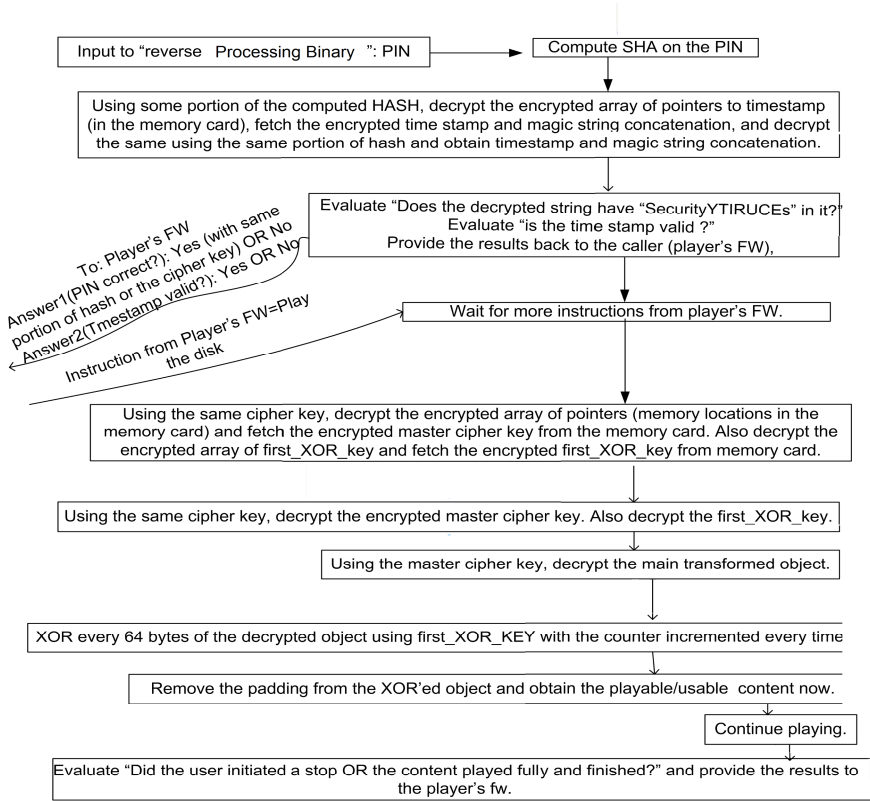 Input to “reverse Processing Binary ”: PIN
Compute SHA on the PIN
Using some portion of the computed HASH, decrypt the encrypted array of pointers to timestamp
(in the memory card), fetch the encrypted time stamp and magic string concatenation, and decrypt
the same using the same portion of hash and obtain timestamp and magic string concatenation.
Evaluate “Does the decrypted string have “SecurityYTIRUCEs” in it?”
Evaluate “is the time stamp valid ?”
Provide the results back to the caller (player’s FW),
To: Player’s FW
Answer1(PIN correct?): Yes (with same
portion of hash or the cipher key) OR No
Answer2(Tmestamp valid?): Yes OR No
Instruction from Player’s FW=Play
the disk
Wait for more instructions from player’s FW.
Using the same cipher key, decrypt the encrypted array of pointers (memory locations in the
memory card) and fetch the encrypted master cipher key from the memory card. Also decrypt the
encrypted array of first_XOR_key and fetch the encrypted first_XOR_key from memory card.
Using the same cipher key, decrypt the encrypted master cipher key. Also decrypt the first_XOR_key.
Using the master cipher key, decrypt the main transformed object.
XOR every 64 bytes of the decrypted object using first_XOR_KEY with the counter incremented every time
Remove the padding from the XOR’ed object and obtain the playable/usable content now.
Continue playing.
Evaluate “Did the user initiated a stop OR the content played fully and finished?” and provide the results to
the player’s fw.